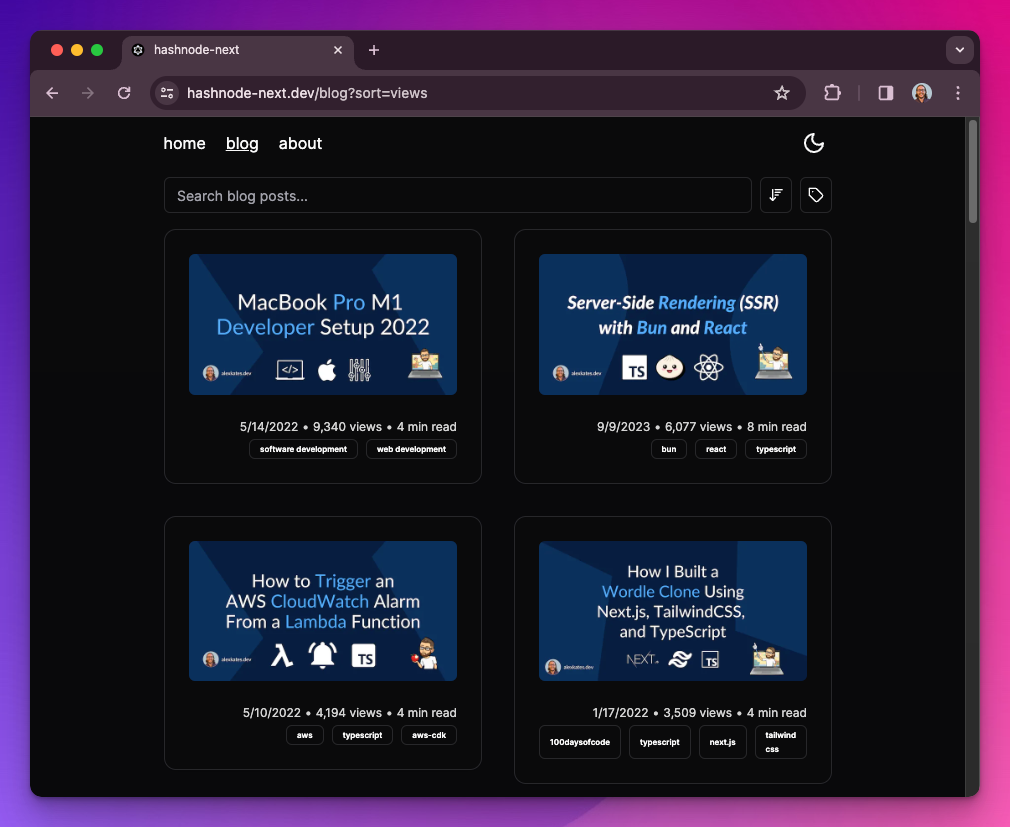 hashnode-next
hashnode-next.dev/blog?sort=views
home blog about
Search blog posts...
MacBook Pro M1
Developer Setup 2022
</>
alexkates.dev
5/14/2022 • 9,340 views • 4 min read
software development web development
Server-Side Rendering (SSR)
with Bun and React
TS
alexkates.dev
9/9/2023 • 6,077 views • 8 min read
bun react typescript
How to Trigger an
AWS CloudWatch Alarm
From a Lambda Function
TS
alexkates.dev
5/10/2022 • 4,194 views • 4 min read
aws typescript aws-cdk
How I Built a
Wordle Clone Using
Next.js, TailwindCSS,
and TypeScript
NEXT.JS TS
alexkates.dev
1/17/2022 • 3,509 views • 4 min read
100daysofcode typescript next.js tailwind
css